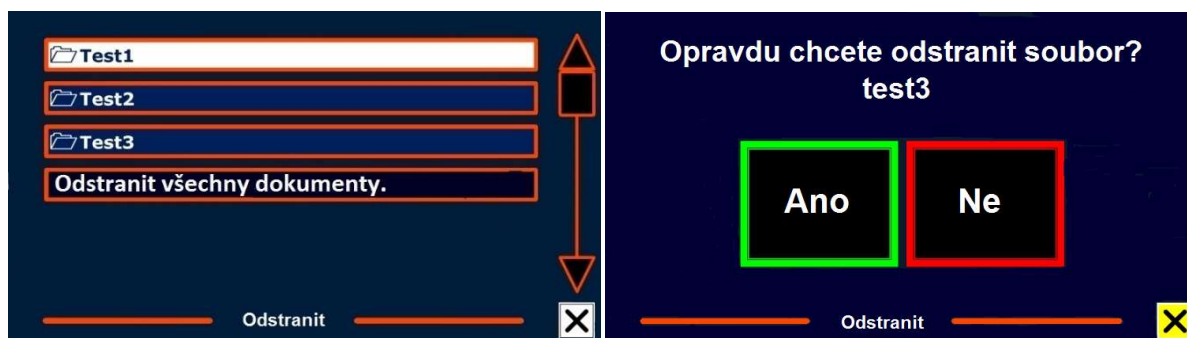 Test1
Test2
Test3
Odstranit všechny dokumenty.
Odstranit
Opravdu chcete odstranit soubor?
test3
Ano
Ne
Odstranit